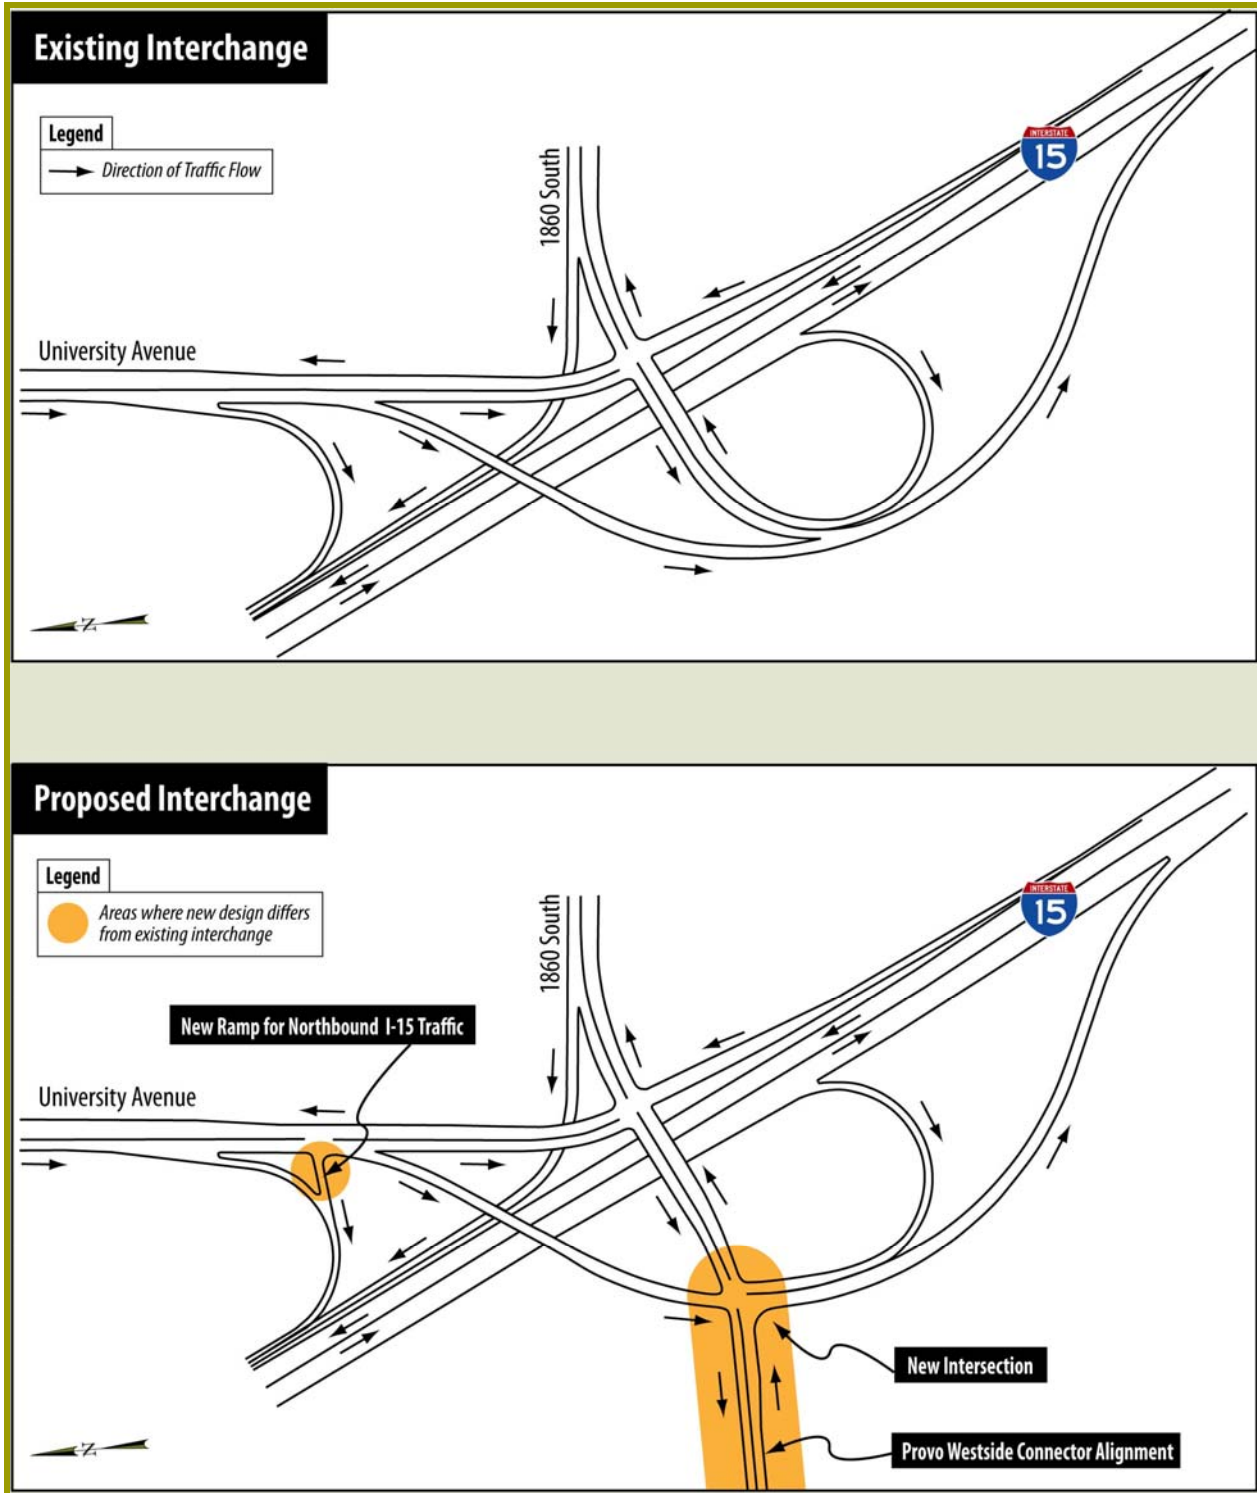 Existing Interchange
Legend
Direction of Traffic Flow
1860 South
INTERSTATE
15
University Avenue
N
Proposed Interchange
Legend
Areas where new design differs
from existing interchange
1860 South
INTERSTATE
15
New Ramp for Northbound I-15 Traffic
University Avenue
New Intersection
Provo Westside Connector Alignment
N